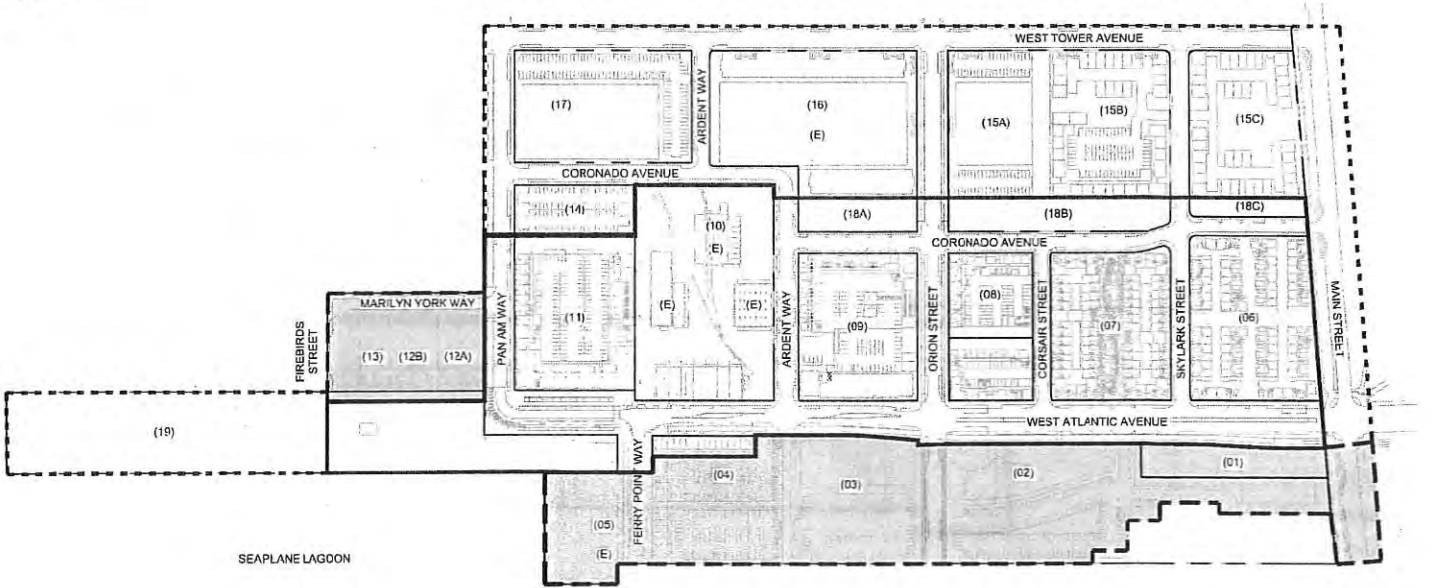 WEST TOWER AVENUE
(17)
ARDENT WAY
(16)
(E)
(15A)
(15B)
(15C)
CORONADO AVENUE
(14)
(10)
(E)
(18A)
(18B)
(18C)
CORONADO AVENUE
MARILYN YORK WAY
FIREBIRDS
STREET
(13)
(12B)
(12A)
PAN AM WAY
(11)
(E)
(E)
ARDENT WAY
(09)
ORION STREET
(08)
CORSAIR STREET
(07)
SKYLARK STREET
(06)
MAIN STREET
(19)
WEST ATLANTIC AVENUE
FERRY POINT WAY
(04)
(03)
(02)
(01)
(05)
(E)
SEAPLANE LAGOON